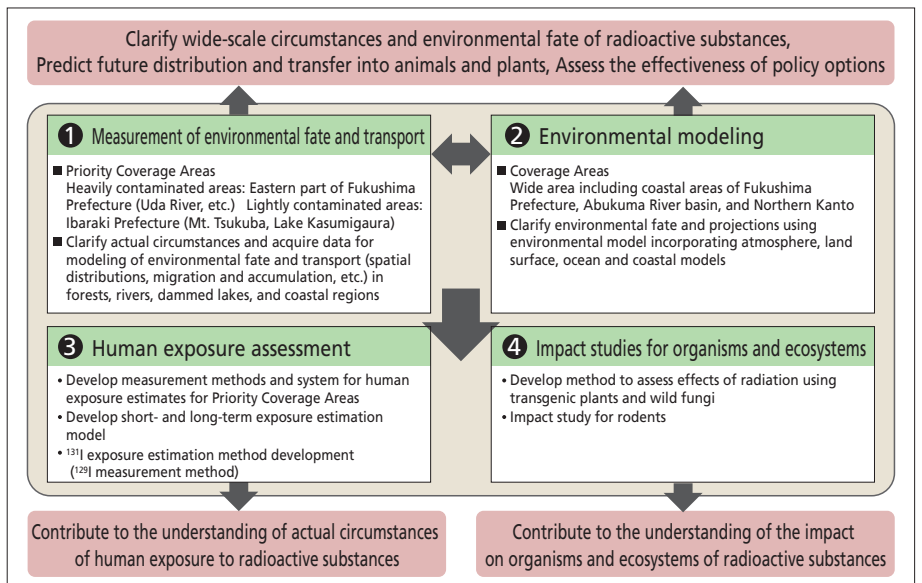 Clarify wide-scale circumstances and environmental fate of radioactive substances,
Predict future distribution and transfer into animals and plants, Assess the effectiveness of policy options
❶ Measurement of environmental fate and transport
■ Priority Coverage Areas
Heavily contaminated areas: Eastern part of Fukushima
Prefecture (Uda River, etc.) Lightly contaminated areas:
Ibaraki Prefecture (Mt. Tsukuba, Lake Kasumigaura)
■ Clarify actual circumstances and acquire data for
modeling of environmental fate and transport (spatial
distributions, migration and accumulation, etc.) in
forests, rivers, dammed lakes, and coastal regions
❷ Environmental modeling
■ Coverage Areas
Wide area including coastal areas of Fukushima
Prefecture, Abukuma River basin, and Northern Kanto
■ Clarify environmental fate and projections using
environmental model incorporating atmosphere, land
surface, ocean and coastal models
❸ Human exposure assessment
• Develop measurement methods and system for human
exposure estimates for Priority Coverage Areas
• Develop short- and long-term exposure estimation
model
• ¹³¹I exposure estimation method development
(¹²⁹I measurement method)
❹ Impact studies for organisms and ecosystems
• Develop method to assess effects of radiation using
transgenic plants and wild fungi
• Impact study for rodents
Contribute to the understanding of actual circumstances
of human exposure to radioactive substances
Contribute to the understanding of the impact
on organisms and ecosystems of radioactive substances